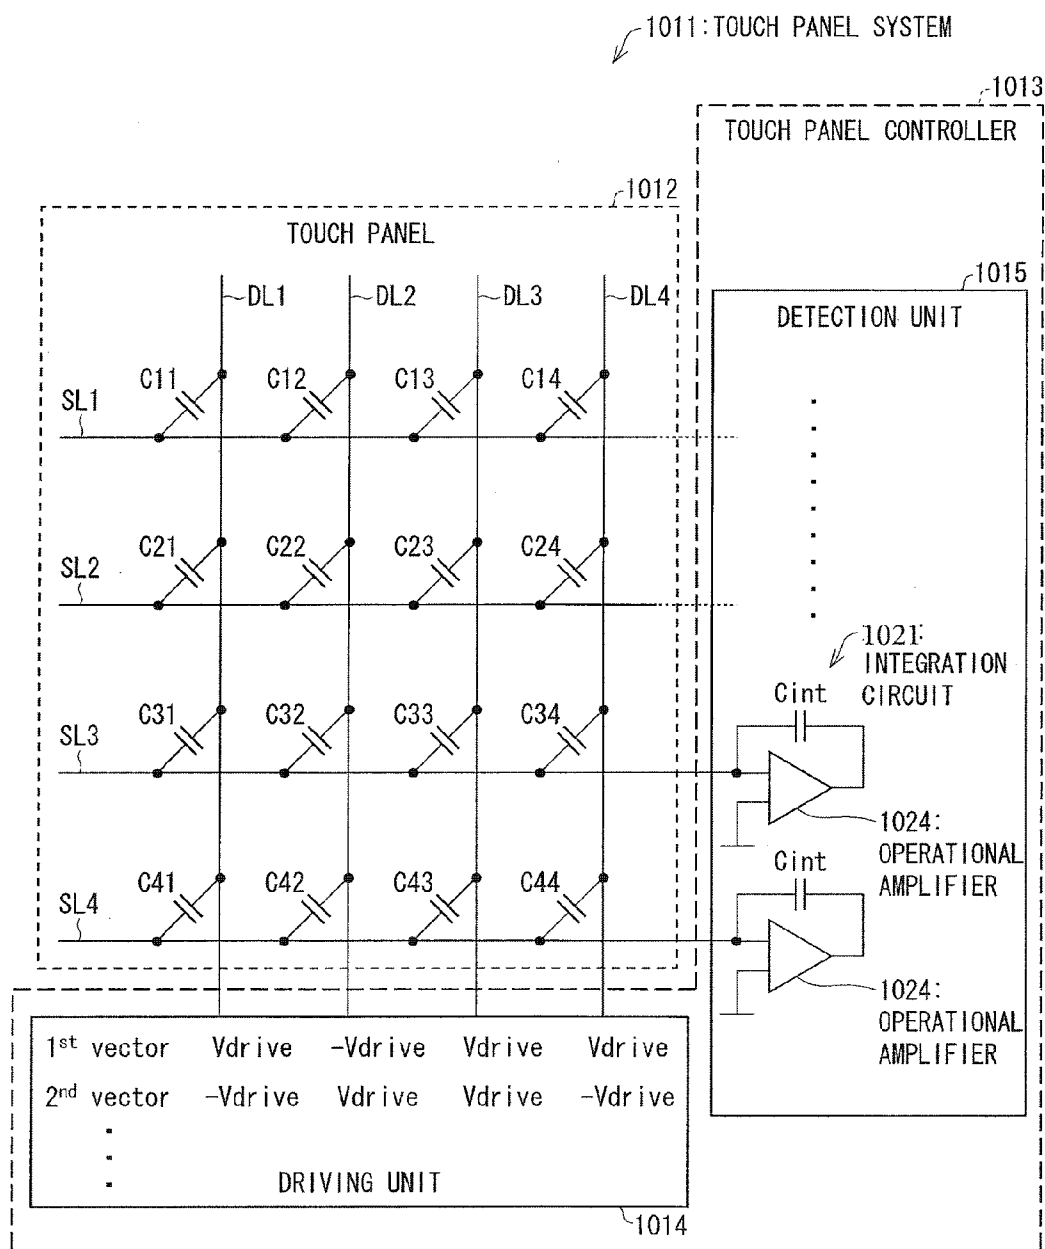 1011:TOUCH PANEL SYSTEM
1013
TOUCH PANEL CONTROLLER
1012
TOUCH PANEL
1015
DETECTION UNIT
DL1 DL2 DL3 DL4
C11 C12 C13 C14
SL1
C21 C22 C23 C24
SL2
1021:
INTEGRATION
CIRCUIT
Cint
C31 C32 C33 C34
SL3
1024:
OPERATIONAL
AMPLIFIER
Cint
C41 C42 C43 C44
SL4
1024:
OPERATIONAL
AMPLIFIER
1st vector Vdrive -Vdrive Vdrive Vdrive
2nd vector -Vdrive Vdrive Vdrive -Vdrive
DRIVING UNIT
1014